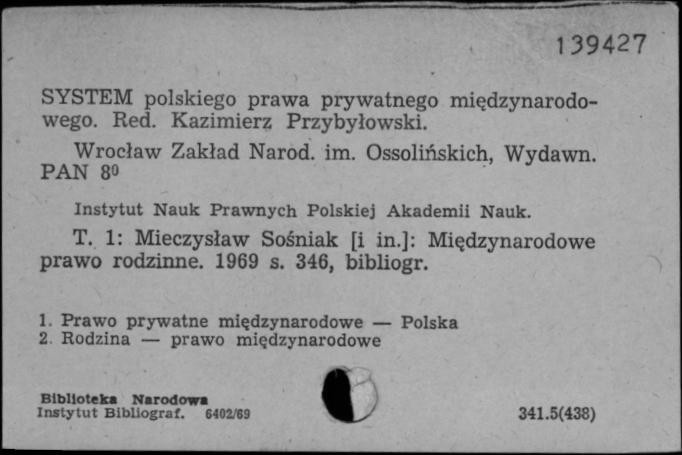 139427
SYSTEM polskiego prawa prywatnego międzynarodo-
wego. Red. Kazimierz Przybyłowski.
Wrocław Zakład Narod. im. Ossolińskich, Wydawn.
PAN 8º
Instytut Nauk Prawnych Polskiej Akademii Nauk.
T. 1: Mieczysław Sośniak [i in.]: Międzynarodowe
prawo rodzinne. 1969 s. 346, bibliogr.
1. Prawo prywatne międzynarodowe — Polska
2. Rodzina — prawo międzynarodowe
Biblioteka Narodowa
Instytut Bibliograf. 6402/69
341.5(438)